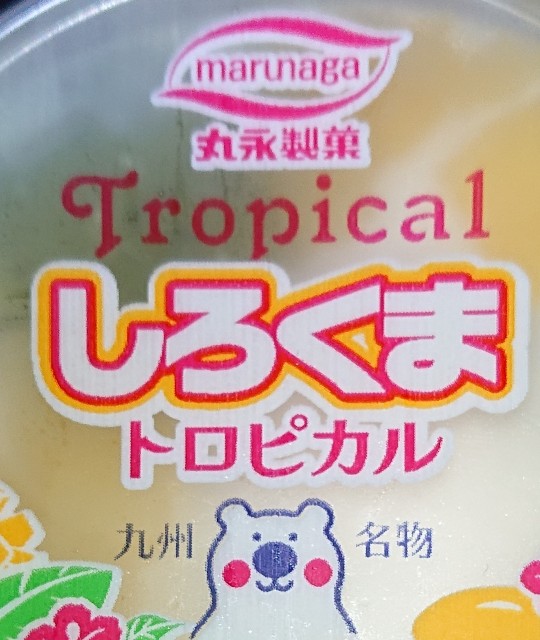 marunaga
丸永製菓
Tropical
しろくま
トロピカル
九州 名物